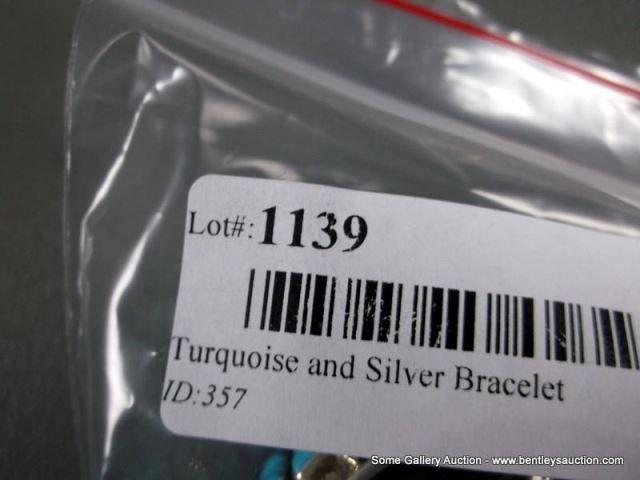 Lot#:1139
Turquoise and Silver Bracelet
ID:357
Some Gallery Auction - www.bentleysauction.com